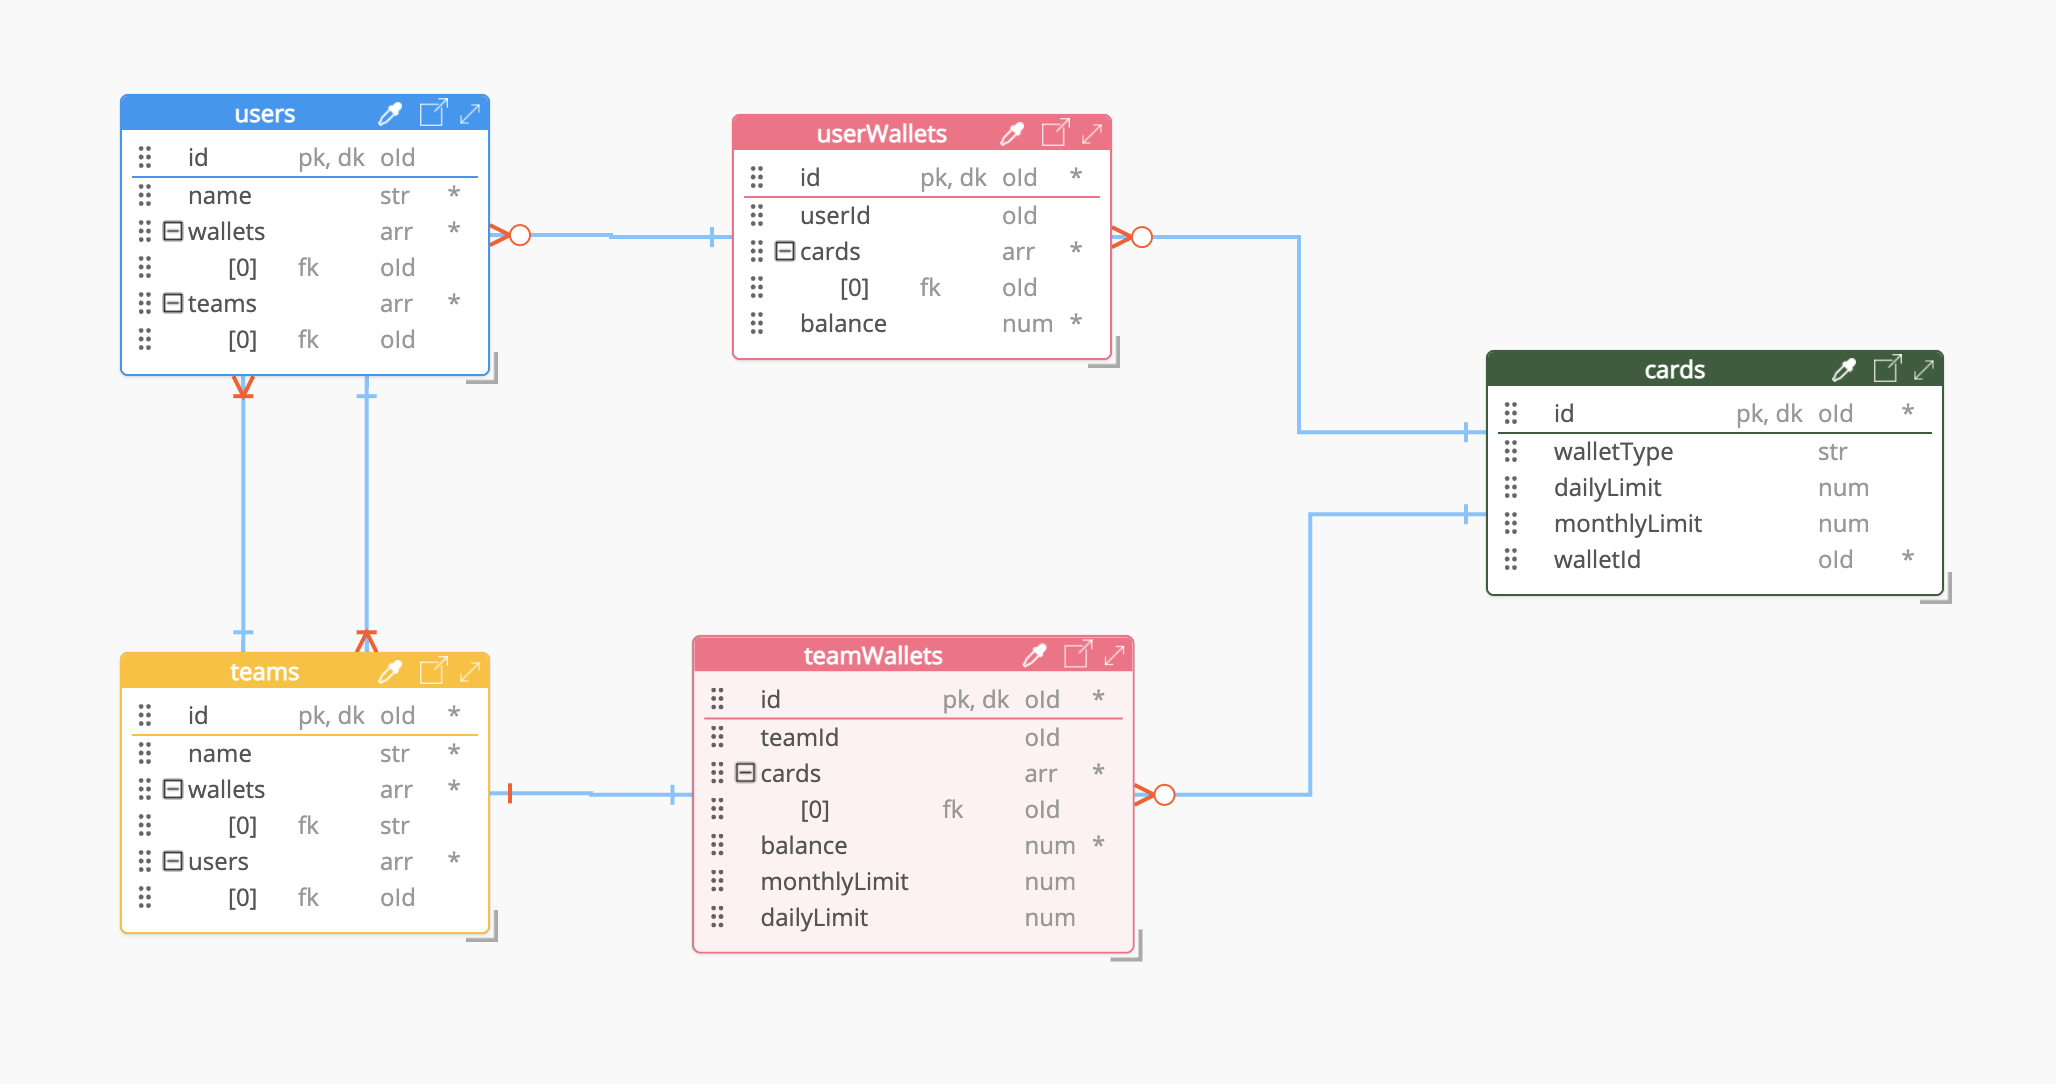 users
id pk, dk oId
name str *
wallets arr *
[0] fk oId
teams arr *
[0] fk oId
userWallets
id pk, dk oId *
userId oId
cards arr *
[0] fk oId
balance num *
cards
id pk, dk oId *
walletType str
dailyLimit num
monthlyLimit num
walletId oId *
teams
id pk, dk oId *
name str *
wallets arr *
[0] fk str
users arr *
[0] fk oId
teamWallets
id pk, dk oId *
teamId oId
cards arr *
[0] fk oId
balance num *
monthlyLimit num
dailyLimit num